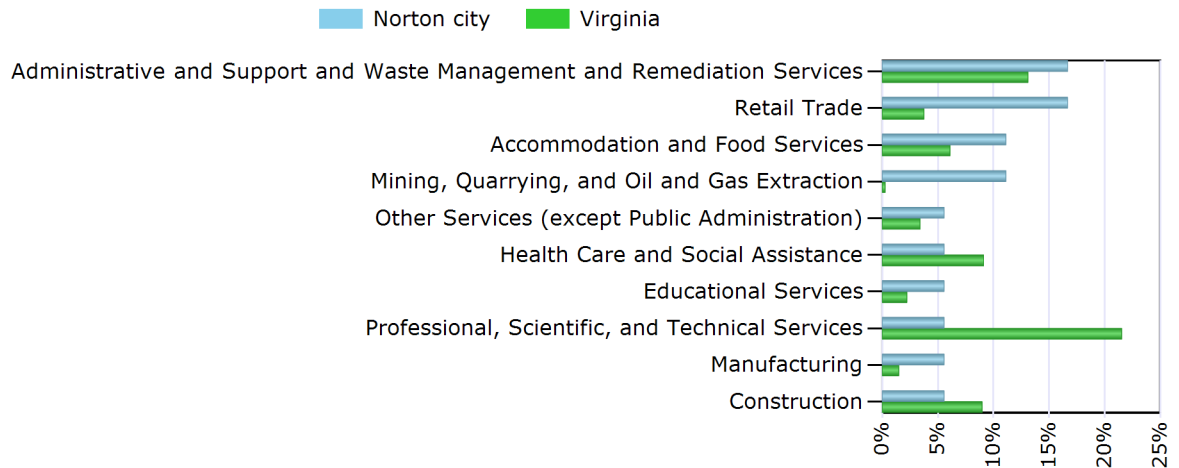 Norton city Virginia
Administrative and Support and Waste Management and Remediation Services
Retail Trade
Accommodation and Food Services
Mining, Quarrying, and Oil and Gas Extraction
Other Services (except Public Administration)
Health Care and Social Assistance
Educational Services
Professional, Scientific, and Technical Services
Manufacturing
Construction
0% 5% 10% 15% 20% 25%